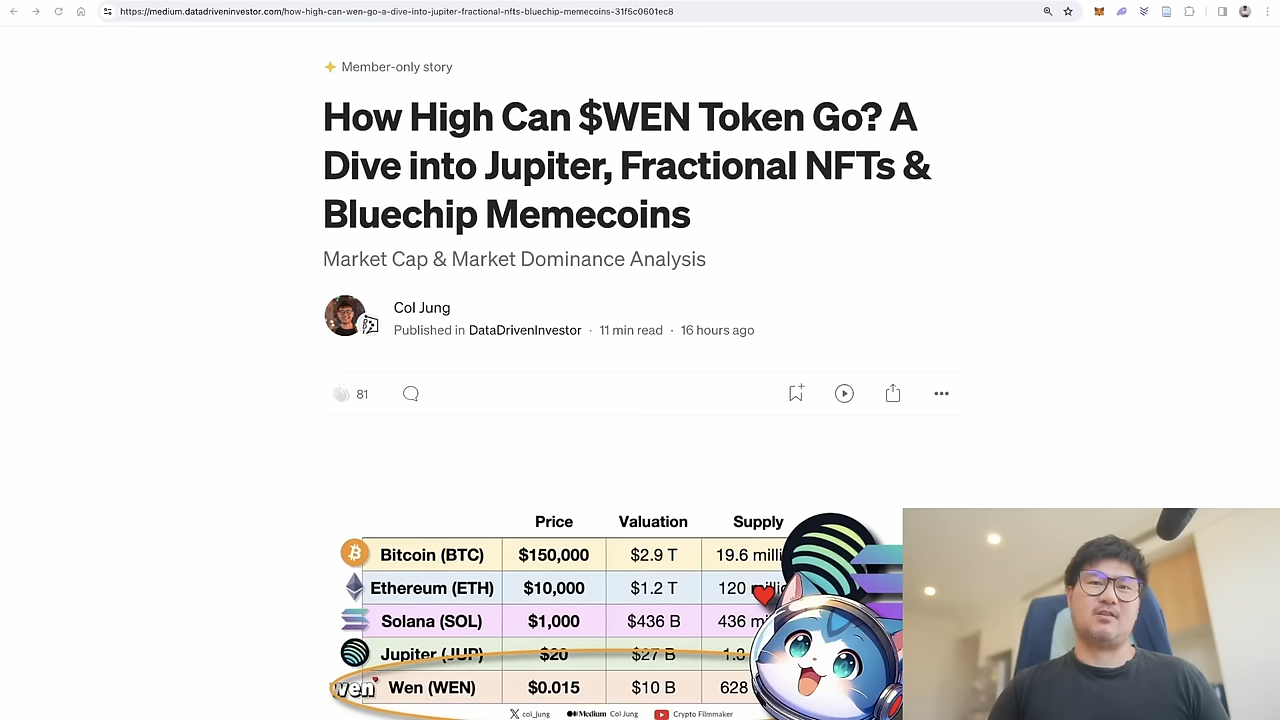 https://medium.datadriveninvestor.com/how-high-can-wen-go-a-dive-into-jupiter-fractional-nfts-bluechip-memecoins-31f5c0601ec8
Member-only story
How High Can $WEN Token Go? A
Dive into Jupiter, Fractional NFTs &
Bluechip Memecoins
Market Cap & Market Dominance Analysis
Col Jung
Published in DataDrivenInvestor · 11 min read · 16 hours ago
81
Price Valuation Supply
Bitcoin (BTC) $150,000 $2.9 T 19.6
Ethereum (ETH) $10,000 $1.2 T 120
Solana (SOL) $1,000 $436 B 436
Jupiter (JUP) $20 $27 B 1.3
wen Wen (WEN) $0.015 $10 B 628
X col_jung Medium Col Jung Crypto Filmmaker